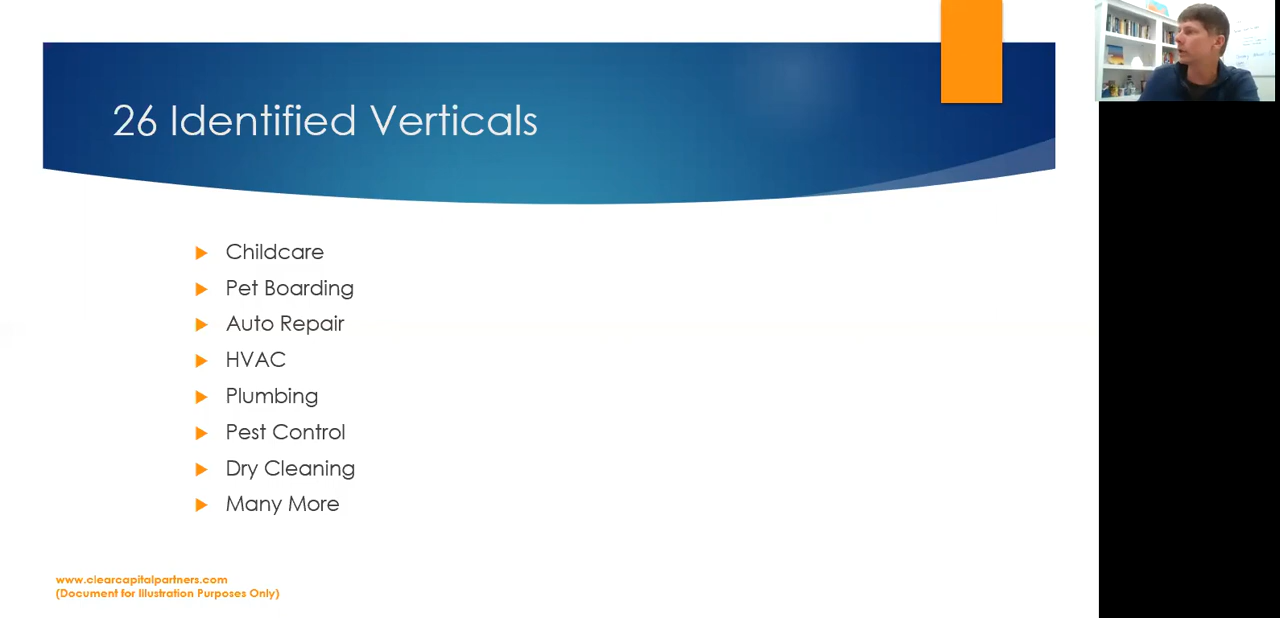 26 Identified Verticals
Childcare
Pet Boarding
Auto Repair
HVAC
Plumbing
Pest Control
Dry Cleaning
Many More
www.clearcapitalpartners.com
(Document for Illustration Purposes Only)